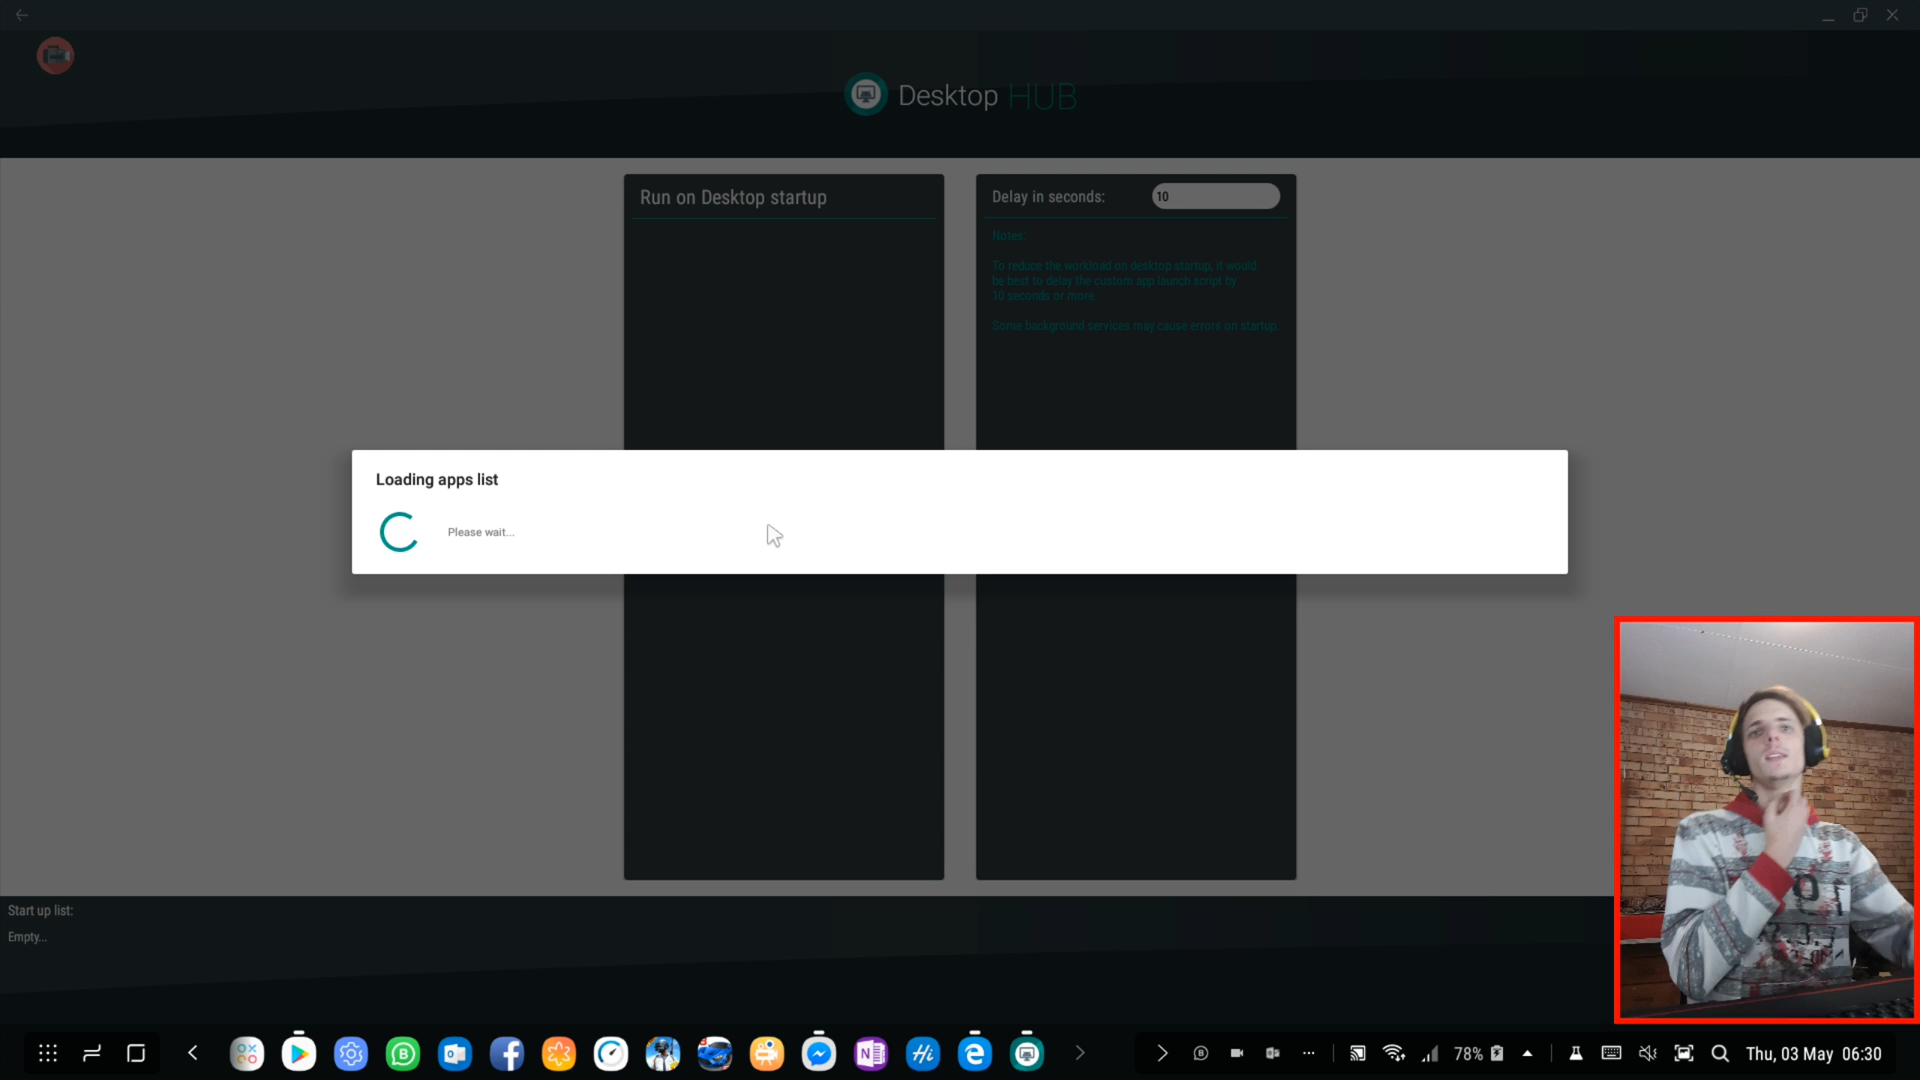 Desktop HUB
Run on Desktop startup
Delay in seconds:
10
Notes:
To reduce the workload on desktop startup, it would
be best to delay the custom app launch script by
10 seconds or more.
Some background services may cause errors on startup.
Loading apps list
Please wait...
Start up list:
Empty...
78%
Thu, 03 May 06:30